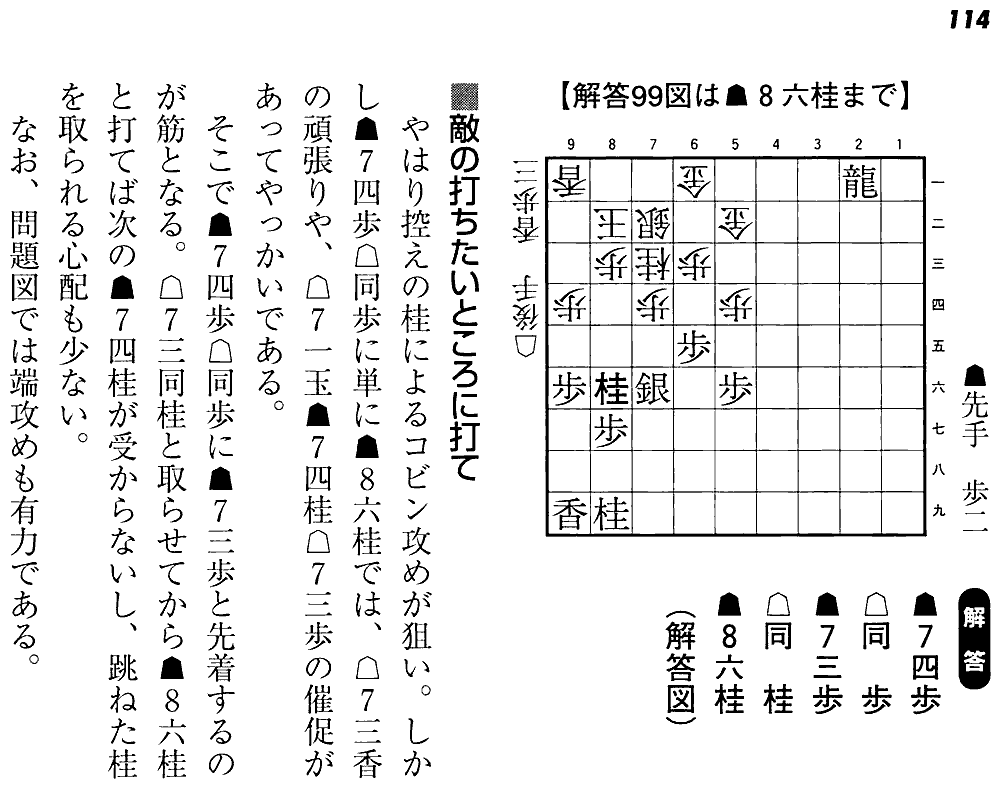 114
【解答99図は☗８六桂まで】
9 8 7 6 5 4 3 2 1
香 金 龍 一
王 銀 金 二
歩 桂 歩 三
歩 歩 歩 四
歩 五
歩 桂 銀 歩 六
歩 七
八
香 桂 九
☖後手 香歩三
☗先手 歩二
解答
☗７四歩
☖同 歩
☗７三歩
☖同 桂
☗８六桂
(解答図)
■敵の打ちたいところに打て
やはり控えの桂によるコビン攻めが狙い。しか
し☗７四歩☖同歩に単に☗８六桂では、☖７三香
の頑張りや、☖７一玉☗７四桂☖７三歩の催促が
あってやっかいである。
そこで☗７四歩☖同歩に☗７三歩と先着するの
が筋となる。☖７三同桂と取らせてから☗８六桂
と打てば次の☗７四桂が受からないし、跳ねた桂
を取られる心配も少ない。
なお、問題図では端攻めも有力である。